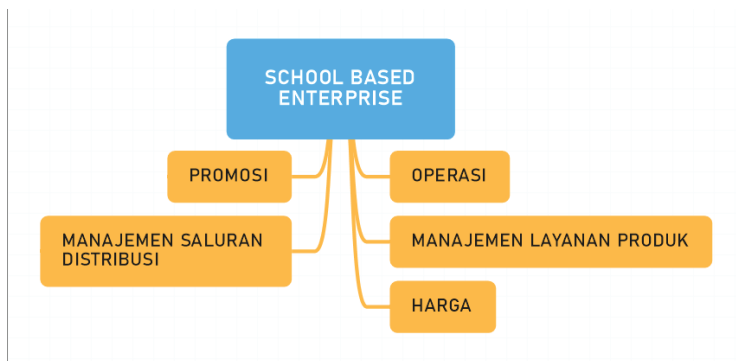 SCHOOL BASED
ENTERPRISE
PROMOSI
OPERASI
MANAJEMEN SALURAN
DISTRIBUSI
MANAJEMEN LAYANAN PRODUK
HARGA